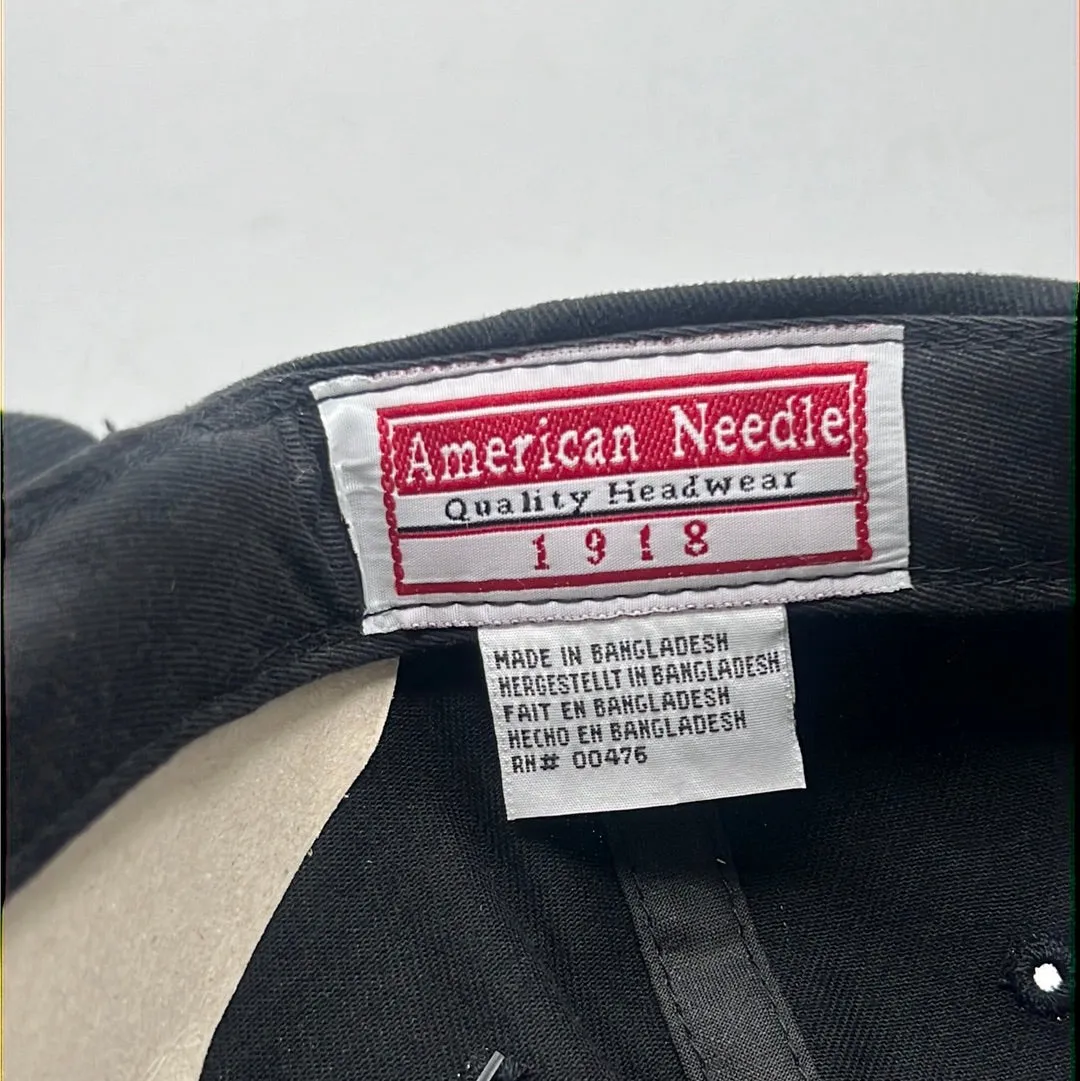 American Needle
Quality Headwear
1918
MADE IN BANGLADESH
HERGESTELLT IN BANGLADESH
FAIT EN BANGLADESH
HECHO EN BANGLADESH
RN# 00476